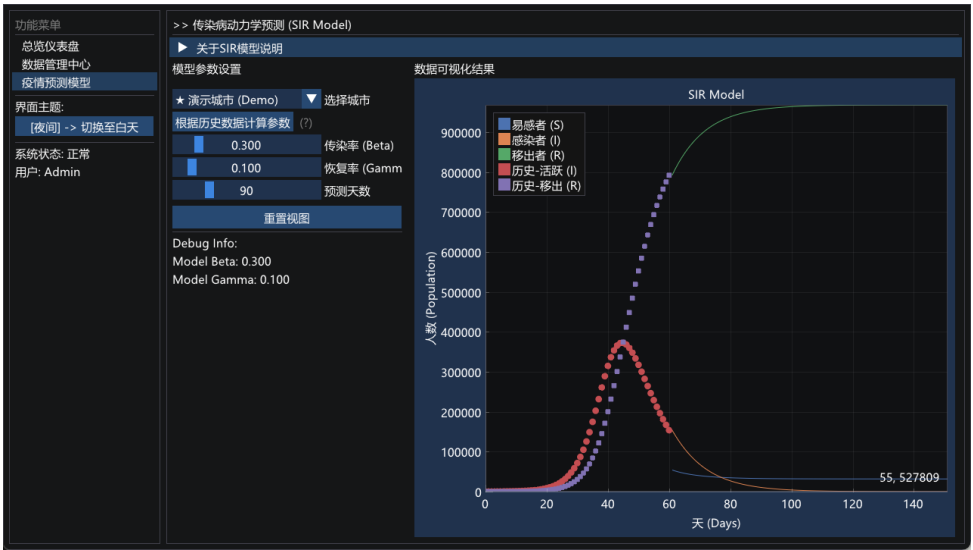 功能菜单
总览仪表盘
数据管理中心
疫情预测模型
界面主题:
[夜间] -> 切换至白天
系统状态: 正常
用户: Admin
>> 传染病动力学预测 (SIR Model)
▶ 关于SIR模型说明
模型参数设置
★ 演示城市 (Demo) ▼ 选择城市
根据历史数据计算参数 (?)
0.300 传染率 (Beta)
0.100 恢复率 (Gamm
90 预测天数
重置视图
Debug Info:
Model Beta: 0.300
Model Gamma: 0.100
数据可视化结果
SIR Model
易感者 (S)
感染者 (I)
移出者 (R)
历史-活跃 (I)
历史-移出 (R)
人数 (Population)
900000
800000
700000
600000
500000
400000
300000
200000
100000
0
55, 527809
0 20 40 60 80 100 120 140
天 (Days)